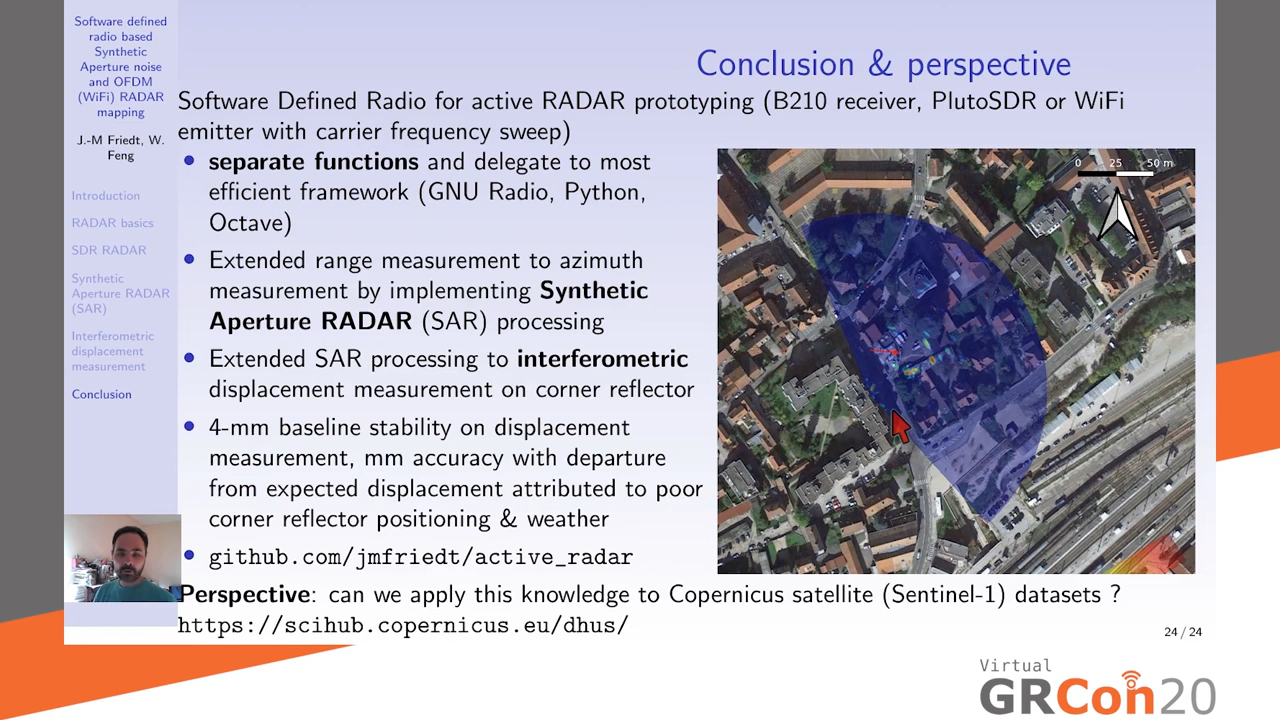 Software defined
radio based
Synthetic
Aperture noise
and OFDM
(WiFi) RADAR
mapping
J.-M Friedt, W.
Feng
Introduction
RADAR basics
SDR RADAR
Synthetic
Aperture RADAR
(SAR)
Interferometric
displacement
measurement
Conclusion
Conclusion & perspective
Software Defined Radio for active RADAR prototyping (B210 receiver, PlutoSDR or WiFi
emitter with carrier frequency sweep)
• separate functions and delegate to most
efficient framework (GNU Radio, Python,
Octave)
• Extended range measurement to azimuth
measurement by implementing Synthetic
Aperture RADAR (SAR) processing
• Extended SAR processing to interferometric
displacement measurement on corner reflector
• 4-mm baseline stability on displacement
measurement, mm accuracy with departure
from expected displacement attributed to poor
corner reflector positioning & weather
• github.com/jmfriedt/active_radar
0 25 50 m
Perspective: can we apply this knowledge to Copernicus satellite (Sentinel-1) datasets ?
https://scihub.copernicus.eu/dhus/
24 / 24
Virtual
GRCon20